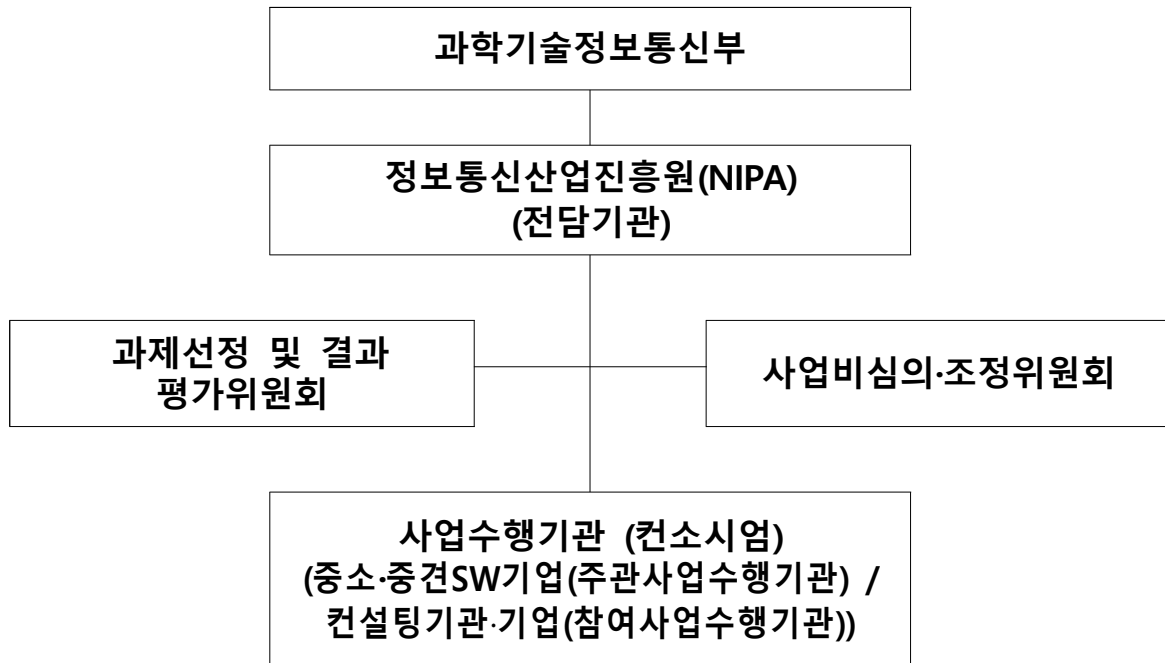 과학기술정보통신부
정보통신산업진흥원(NIPA)
(전담기관)
과제선정 및 결과
평가위원회
사업비심의·조정위원회
사업수행기관 (컨소시엄)
(중소·중견SW기업(주관사업수행기관) /
컨설팅기관·기업(참여사업수행기관))